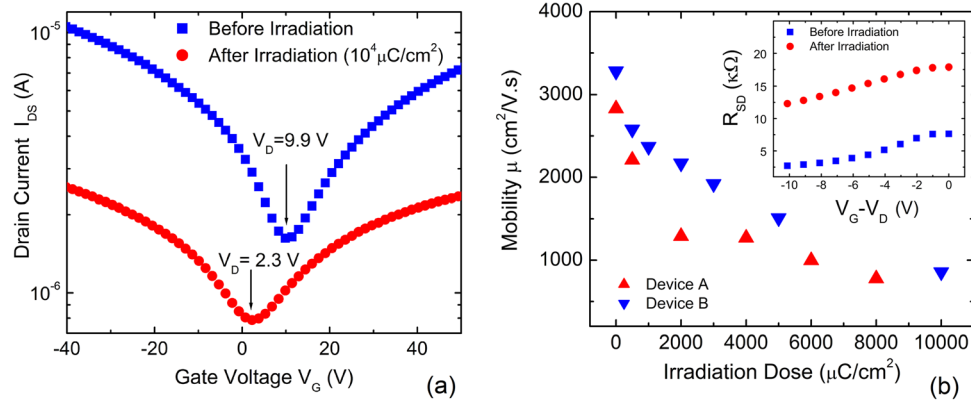 Drain Current I_DS (A)
10⁻⁵
10⁻⁶
Before Irradiation
After Irradiation (10⁴μC/cm²)
V_D=9.9 V
V_D= 2.3 V
-40 -20 0 20 40
Gate Voltage V_G (V)
(a)
Mobility μ (cm²/V.s)
4000
3000
2000
1000
Device A
Device B
0 2000 4000 6000 8000 10000
Irradiation Dose (μC/cm²)
(b)
Before Irradiation
After Irradiation
R_SD (κΩ)
25
20
15
10
5
-10 -8 -6 -4 -2 0
V_G-V_D (V)